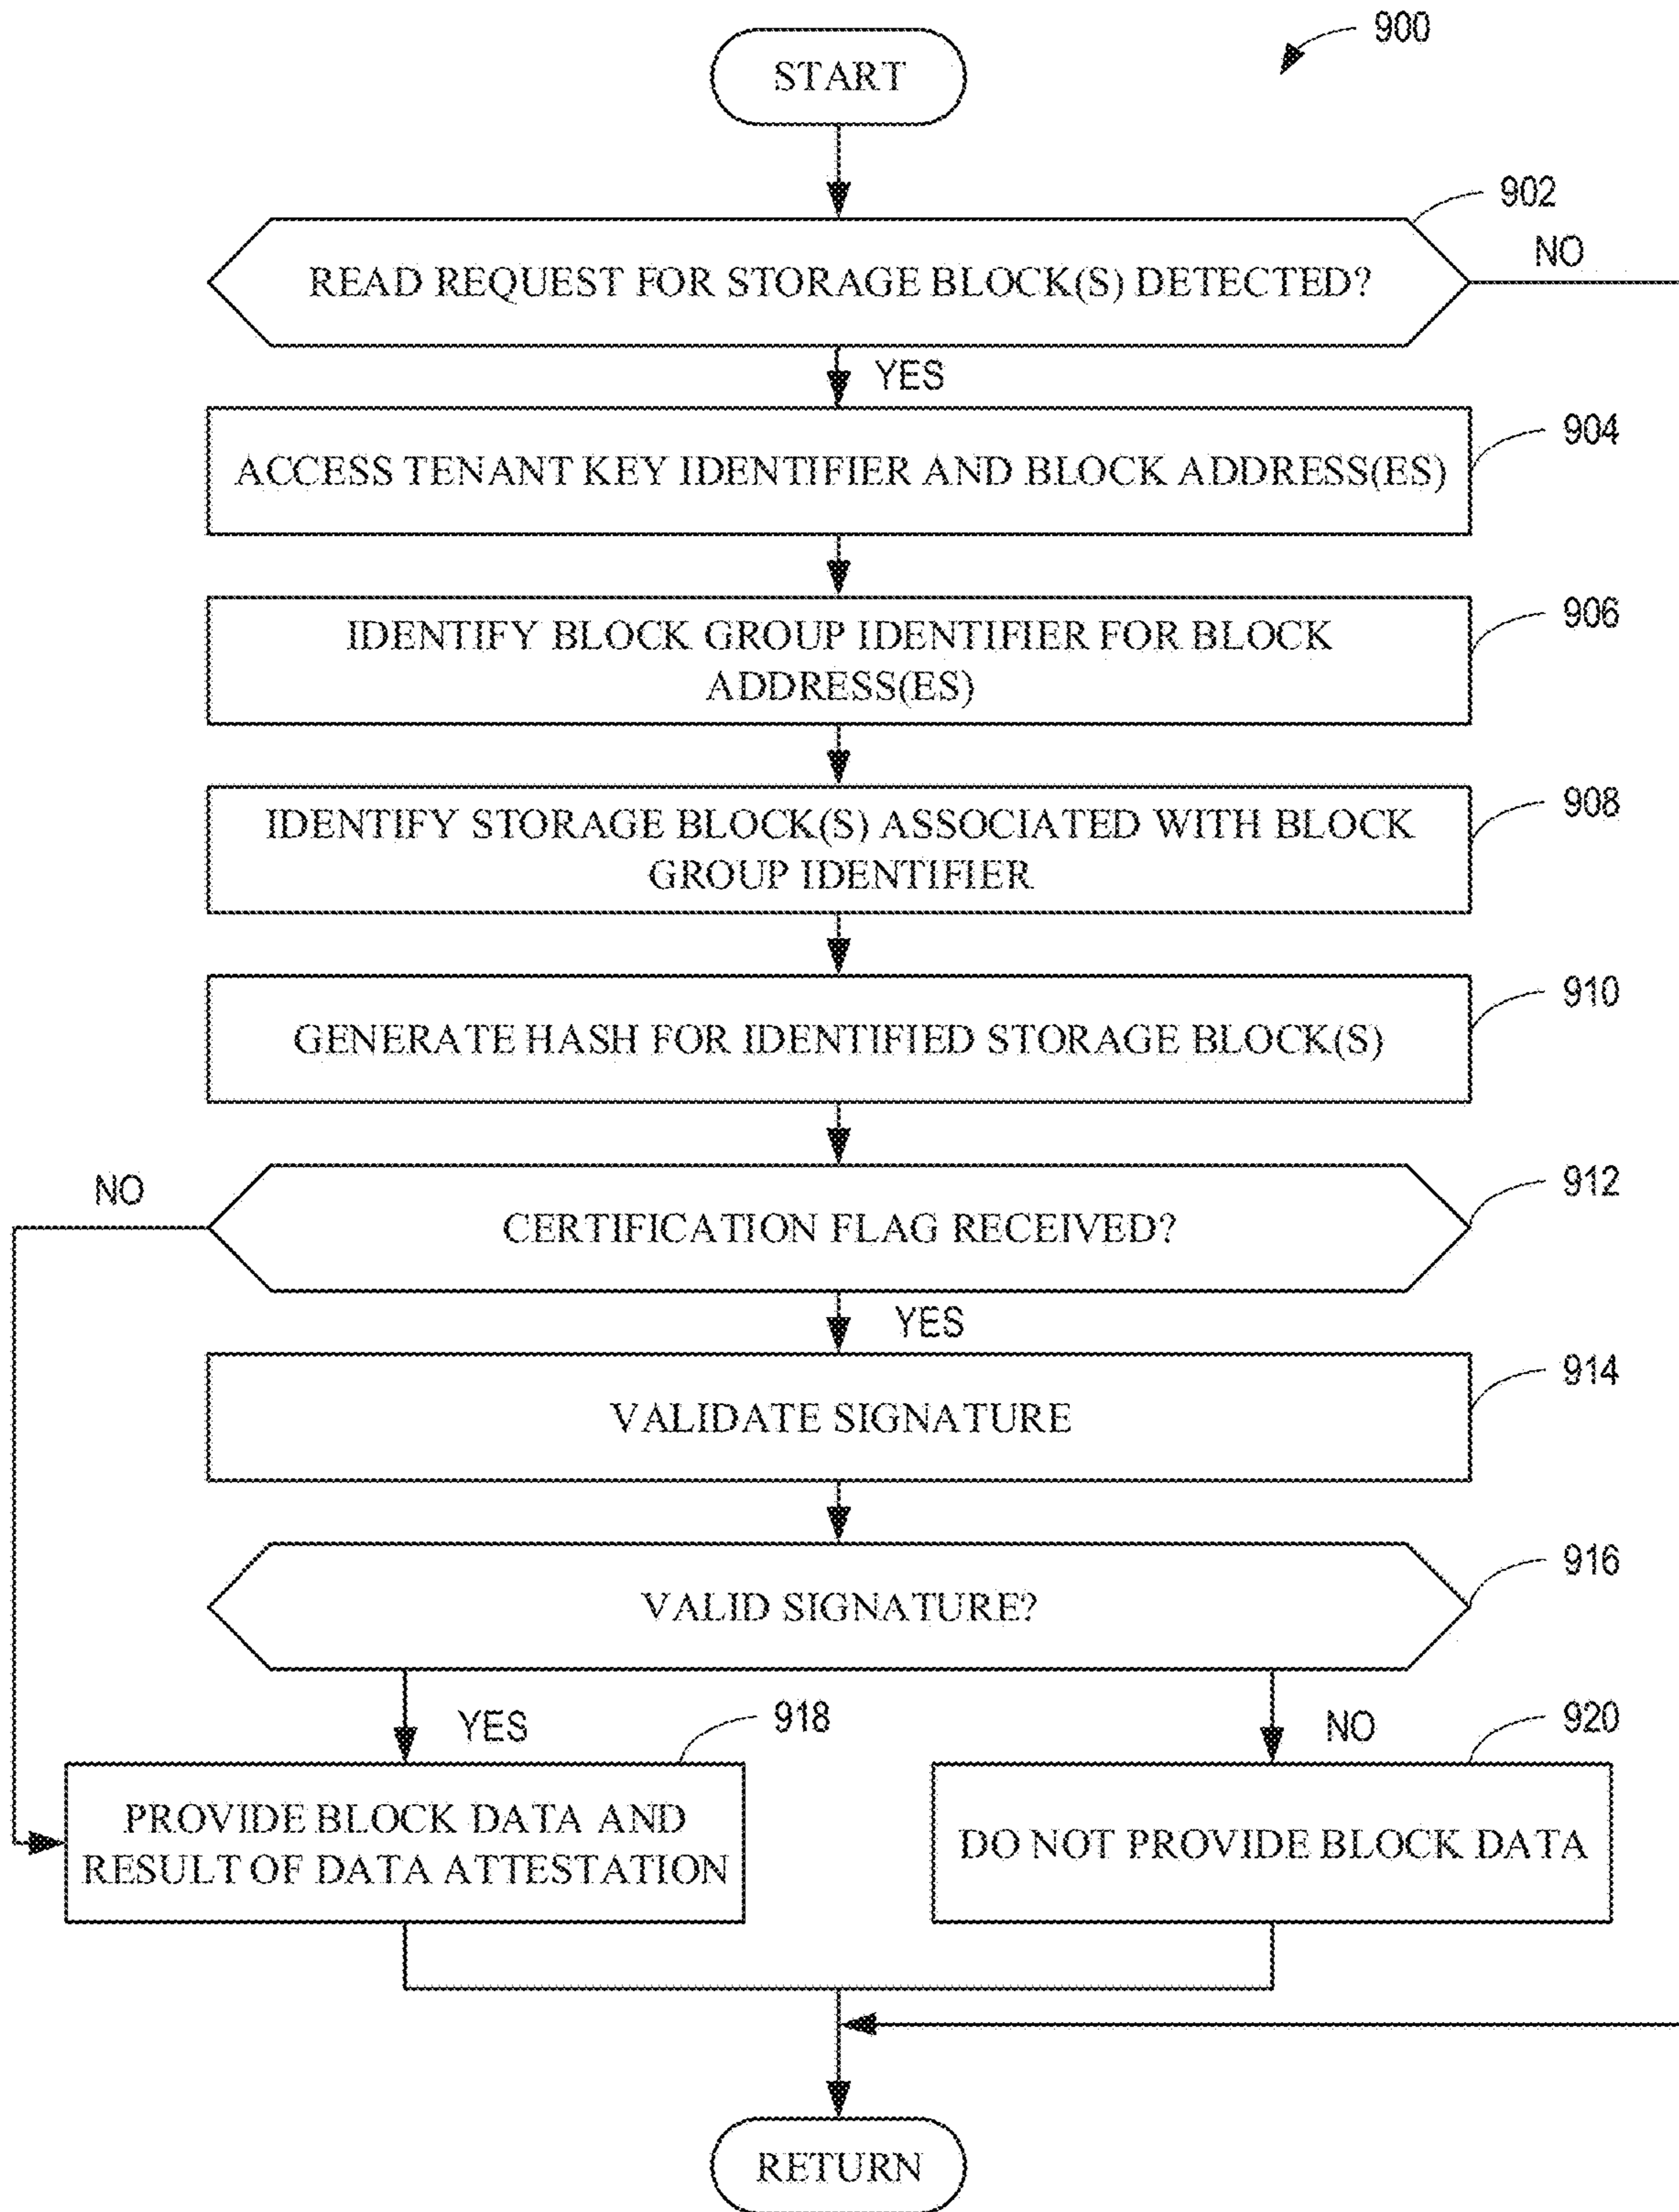 900
START
902
READ REQUEST FOR STORAGE BLOCK(S) DETECTED?
NO
YES
904
ACCESS TENANT KEY IDENTIFIER AND BLOCK ADDRESS(ES)
906
IDENTIFY BLOCK GROUP IDENTIFIER FOR BLOCK
ADDRESS(ES)
908
IDENTIFY STORAGE BLOCK(S) ASSOCIATED WITH BLOCK
GROUP IDENTIFIER
910
GENERATE HASH FOR IDENTIFIED STORAGE BLOCK(S)
912
NO
CERTIFICATION FLAG RECEIVED?
YES
914
VALIDATE SIGNATURE
916
VALID SIGNATURE?
YES
918
NO
920
PROVIDE BLOCK DATA AND
RESULT OF DATA ATTESTATION
DO NOT PROVIDE BLOCK DATA
RETURN